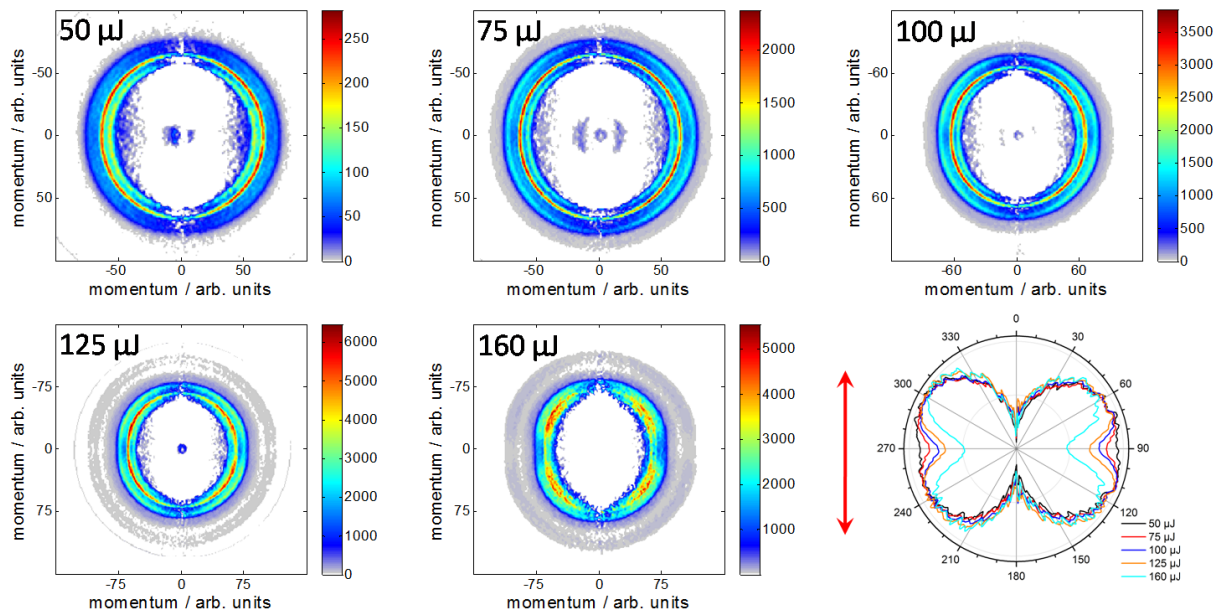 50 µJ
momentum / arb. units
-50
0
50
-50 0 50
momentum / arb. units
250
200
150
100
50
0
75 µJ
momentum / arb. units
-50
0
50
-50 0 50
momentum / arb. units
2000
1500
1000
500
0
100 µJ
momentum / arb. units
-60
0
60
-60 0 60
momentum / arb. units
3500
3000
2500
2000
1500
1000
500
0
125 µJ
momentum / arb. units
-75
0
75
-75 0 75
momentum / arb. units
6000
5000
4000
3000
2000
1000
0
160 µJ
momentum / arb. units
-75
0
75
-75 0 75
momentum / arb. units
5000
4000
3000
2000
1000
0
0
330 30
300 60
270 90
240 120
210 150
180
50 µJ
75 µJ
100 µJ
125 µJ
160 µJ